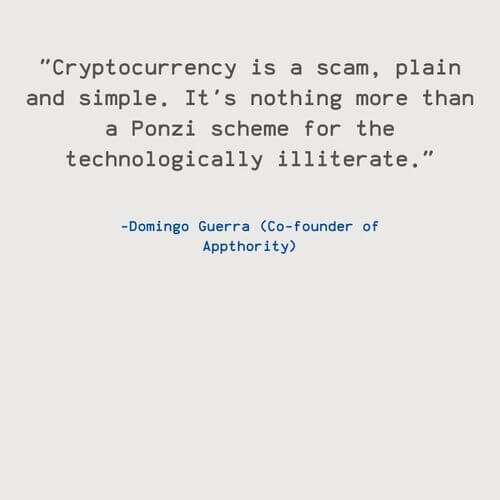 "Cryptocurrency is a scam, plain
and simple. It's nothing more than
a Ponzi scheme for the
technologically illiterate."
-Domingo Guerra (Co-founder of
Appthority)